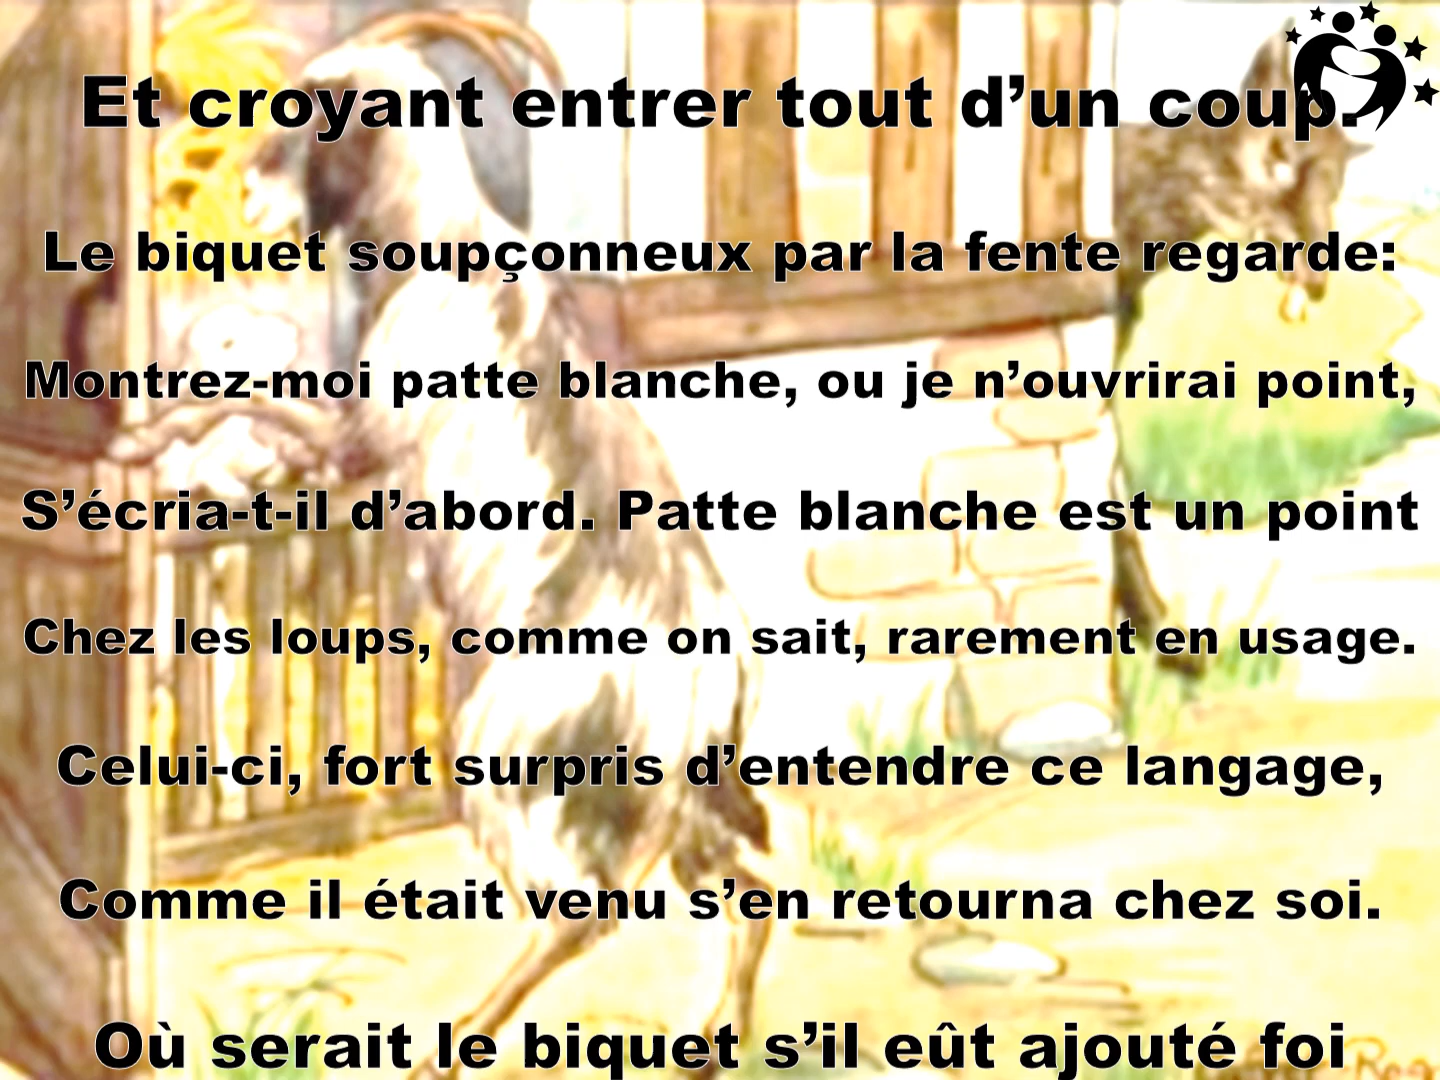 Et croyant entrer tout d’un coup.
Le biquet soupçonneux par la fente regarde:
Montrez-moi patte blanche, ou je n’ouvrirai point,
S’écria-t-il d’abord. Patte blanche est un point
Chez les loups, comme on sait, rarement en usage.
Celui-ci, fort surpris d’entendre ce langage,
Comme il était venu s’en retourna chez soi.
Où serait le biquet s’il eût ajouté foi